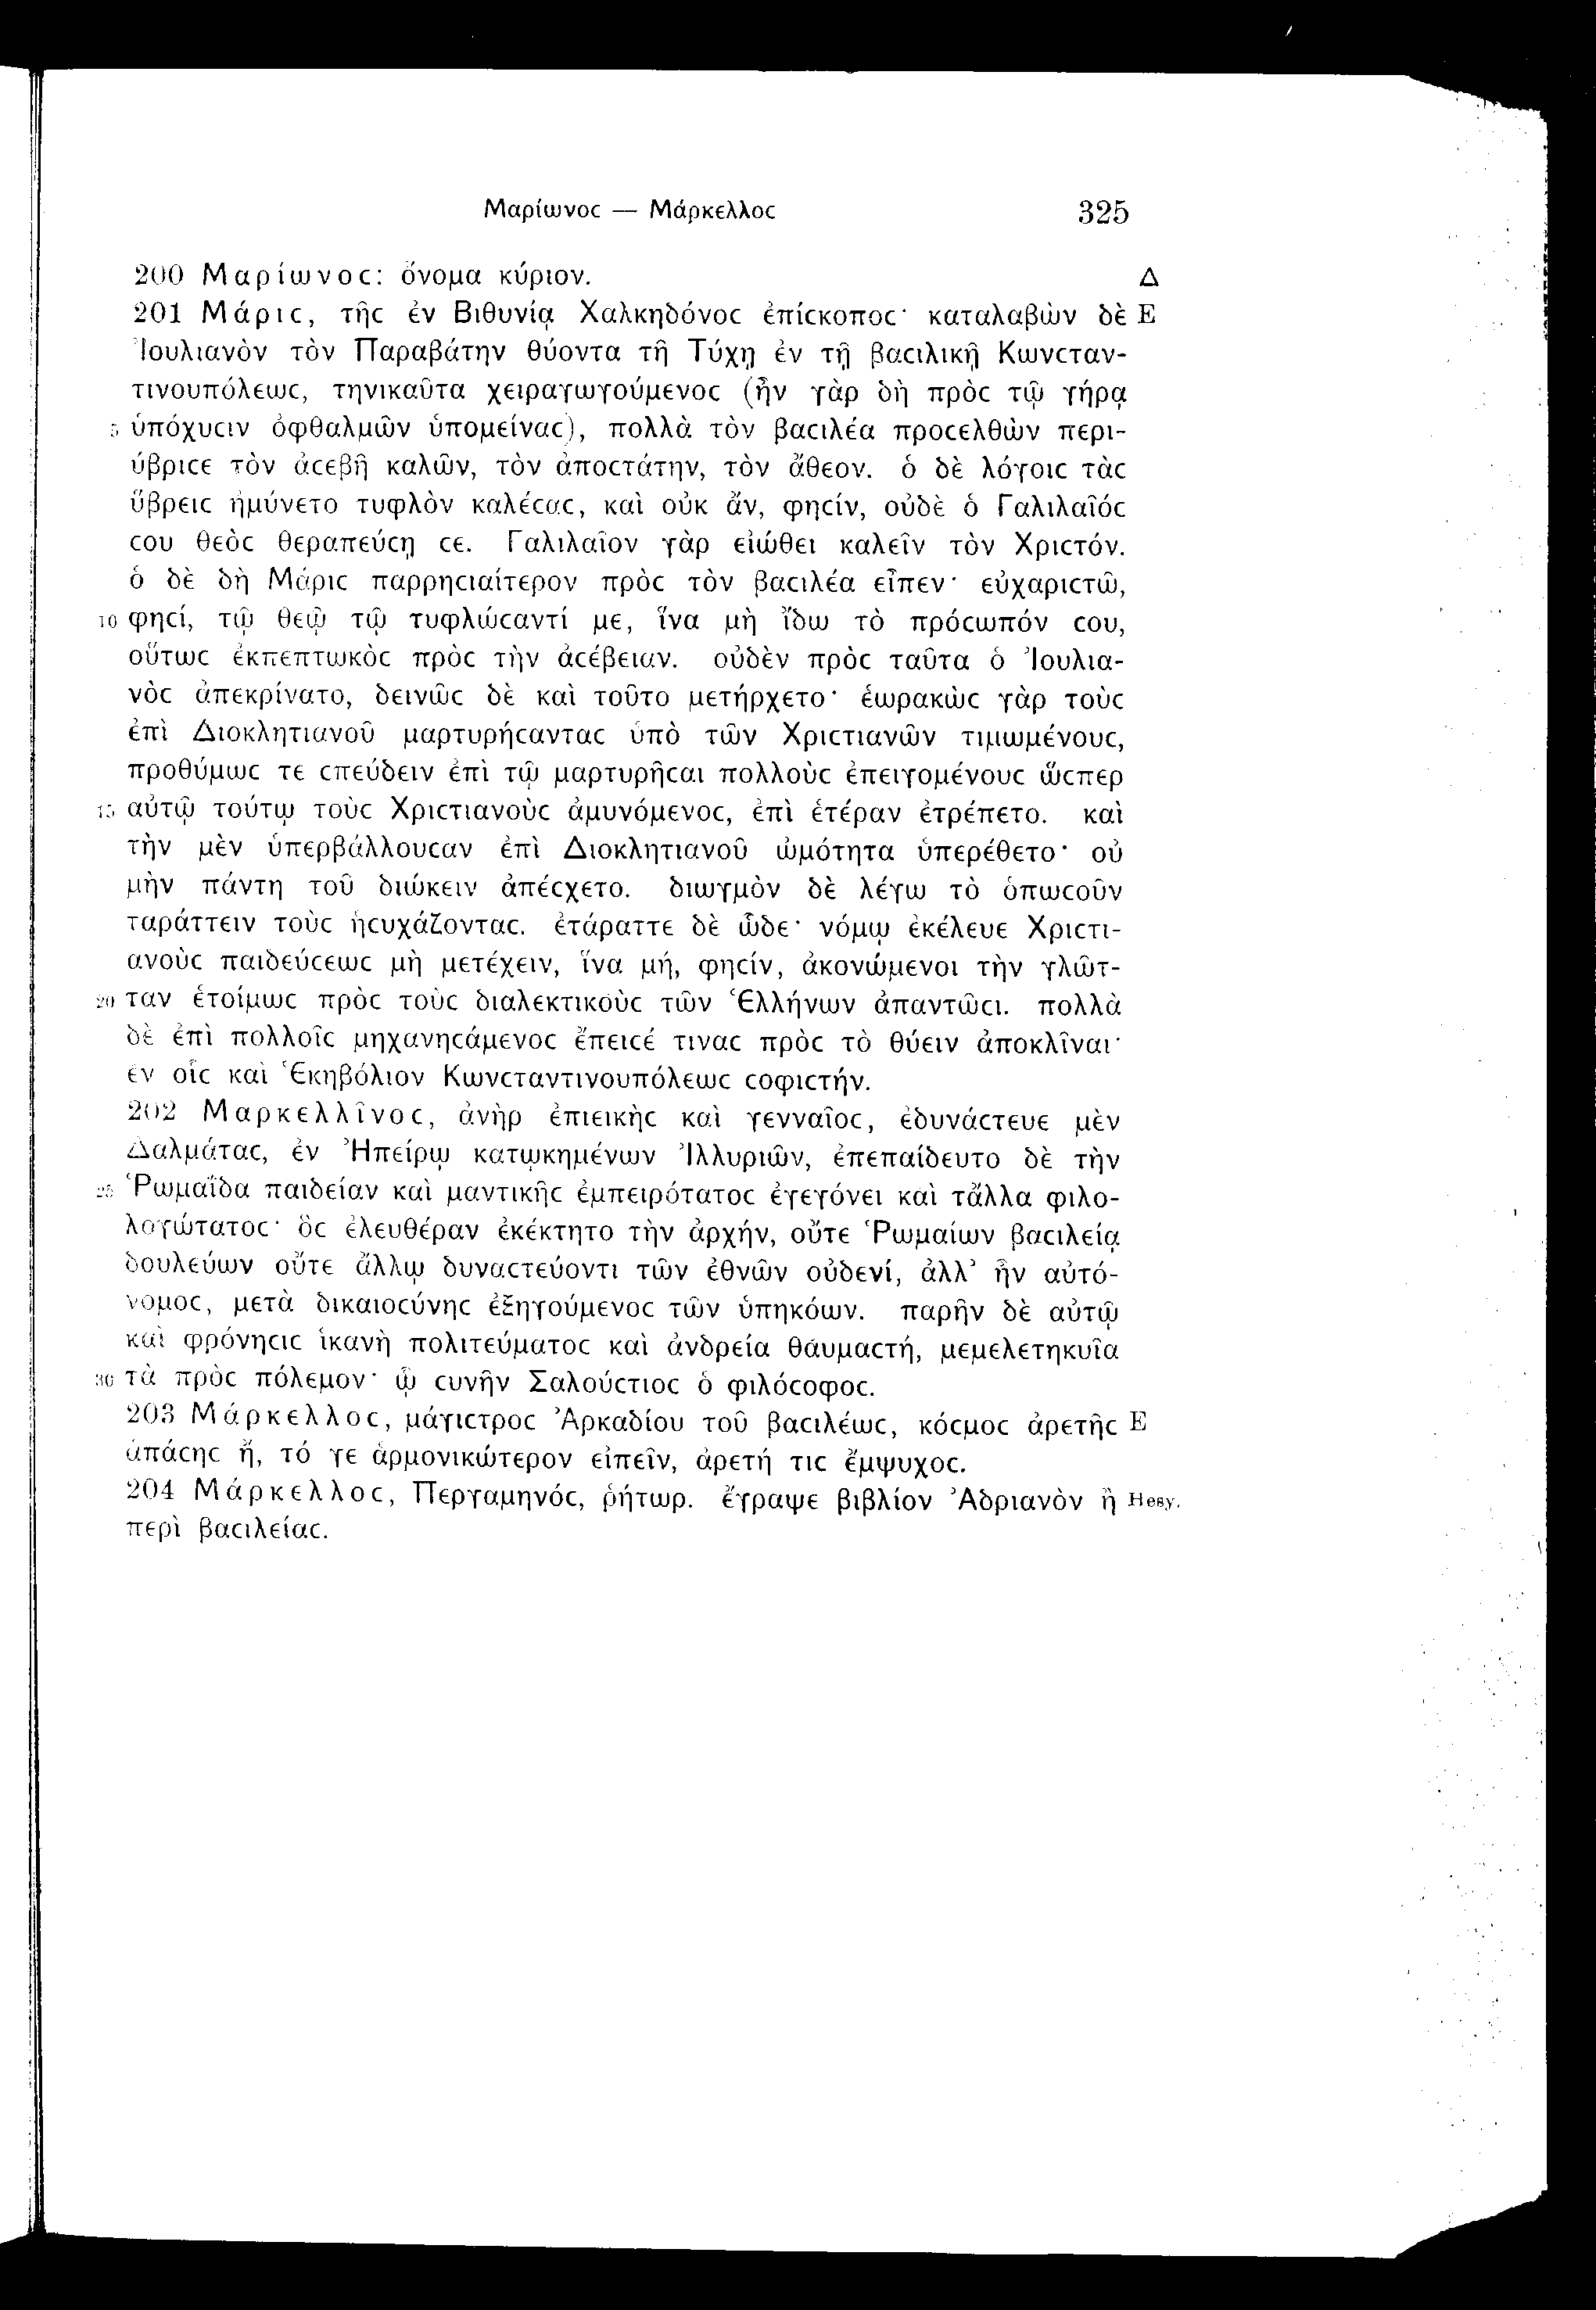 Μαρίωνοϲ — Μάρκελλοϲ 325
200 Μαρίωνοϲ: ὄνομα κύριον. Δ
201 Μάριϲ, τῆϲ ἐν Βιθυνίᾳ Χαλκηδόνοϲ ἐπίϲκοποϲ· καταλαβὼν δὲ E
Ἰουλιανὸν τὸν Παραβάτην θύοντα τῇ Τύχῃ ἐν τῇ βαϲιλικῇ Κωνϲταν-
τινουπόλεωϲ, τηνικαῦτα χειραγωγούμενοϲ (ἦν γὰρ δὴ πρὸϲ τῷ γήρᾳ
5 ὑπόχυϲιν ὀφθαλμῶν ὑπομείναϲ), πολλὰ τὸν βαϲιλέα προϲελθὼν περι-
ύβριϲε τὸν ἀϲεβῆ καλῶν, τὸν ἀποϲτάτην, τὸν ἄθεον. ὁ δὲ λόγοιϲ τὰϲ
ὕβρειϲ ἠμύνετο τυφλὸν καλέϲαϲ, καὶ οὐκ ἄν, φηϲίν, οὐδὲ ὁ Γαλιλαῖόϲ
ϲου θεὸϲ θεραπεύϲῃ ϲε. Γαλιλαῖον γὰρ εἰώθει καλεῖν τὸν Χριϲτόν.
ὁ δὲ δὴ Μάριϲ παρρηϲιαίτερον πρὸϲ τὸν βαϲιλέα εἶπεν· εὐχαριϲτῶ,
10 φηϲί, τῷ θεῷ τῷ τυφλώϲαντί με, ἵνα μὴ ἴδω τὸ πρόϲωπόν ϲου,
οὕτωϲ ἐκπεπτωκὸϲ πρὸϲ τὴν ἀϲέβειαν. οὐδὲν πρὸϲ ταῦτα ὁ Ἰουλια-
νὸϲ ἀπεκρίνατο, δεινῶϲ δὲ καὶ τοῦτο μετήρχετο· ἑωρακὼϲ γὰρ τοὺϲ
ἐπὶ Διοκλητιανοῦ μαρτυρήϲανταϲ ὑπὸ τῶν Χριϲτιανῶν τιμωμένουϲ,
προθύμωϲ τε ϲπεύδειν ἐπὶ τῷ μαρτυρῆϲαι πολλοὺϲ ἐπειγομένουϲ ὥϲπερ
15 αὐτῷ τούτῳ τοὺϲ Χριϲτιανοὺϲ ἀμυνόμενοϲ, ἐπὶ ἑτέραν ἐτρέπετο. καὶ
τὴν μὲν ὑπερβάλλουϲαν ἐπὶ Διοκλητιανοῦ ὠμότητα ὑπερέθετο· οὐ
μὴν πάντη τοῦ διώκειν ἀπέϲχετο. διωγμὸν δὲ λέγω τὸ ὁπωϲοῦν
ταράττειν τοὺϲ ἡϲυχάζονταϲ. ἐτάραττε δὲ ὧδε· νόμῳ ἐκέλευε Χριϲτι-
ανοὺϲ παιδεύϲεωϲ μὴ μετέχειν, ἵνα μή, φηϲίν, ἀκονώμενοι τὴν γλῶτ-
20 ταν ἑτοίμωϲ πρὸϲ τοὺϲ διαλεκτικοὺϲ τῶν Ἑλλήνων ἀπαντῶϲι. πολλὰ
δὲ ἐπὶ πολλοῖϲ μηχανηϲάμενοϲ ἔπειϲέ τιναϲ πρὸϲ τὸ θύειν ἀποκλῖναι·
ἐν οἷϲ καὶ Ἑκηβόλιον Κωνϲταντινουπόλεωϲ ϲοφιϲτήν.
202 Μαρκελλῖνοϲ, ἀνὴρ ἐπιεικὴϲ καὶ γενναῖοϲ, ἐδυνάϲτευε μὲν
Δαλμάταϲ, ἐν Ἠπείρῳ κατῳκημένων Ἰλλυριῶν, ἐπεπαίδευτο δὲ τὴν
25 Ῥωμαΐδα παιδείαν καὶ μαντικῆϲ ἐμπειρότατοϲ ἐγεγόνει καὶ τἄλλα φιλο-
λογώτατοϲ· ὃϲ ἐλευθέραν ἐκέκτητο τὴν ἀρχήν, οὔτε Ῥωμαίων βαϲιλείᾳ
δουλεύων οὔτε ἄλλῳ δυναϲτεύοντι τῶν ἐθνῶν οὐδενί, ἀλλ’ ἦν αὐτό-
νομοϲ, μετὰ δικαιοϲύνηϲ ἐξηγούμενοϲ τῶν ὑπηκόων. παρῆν δὲ αὐτῷ
καὶ φρόνηϲιϲ ἱκανὴ πολιτεύματοϲ καὶ ἀνδρεία θαυμαϲτή, μεμελετηκυῖα
30 τὰ πρὸϲ πόλεμον· ᾧ ϲυνῆν Σαλούϲτιοϲ ὁ φιλόϲοφοϲ.
203 Μάρκελλοϲ, μάγιϲτροϲ Ἀρκαδίου τοῦ βαϲιλέωϲ, κόϲμοϲ ἀρετῆϲ E
ἁπάϲηϲ ἤ, τό γε ἁρμονικώτερον εἰπεῖν, ἀρετή τιϲ ἔμψυχοϲ.
204 Μάρκελλοϲ, Περγαμηνόϲ, ῥήτωρ. ἔγραψε βιβλίον Ἀδριανὸν ἢ Hesy.
περὶ βαϲιλείαϲ.